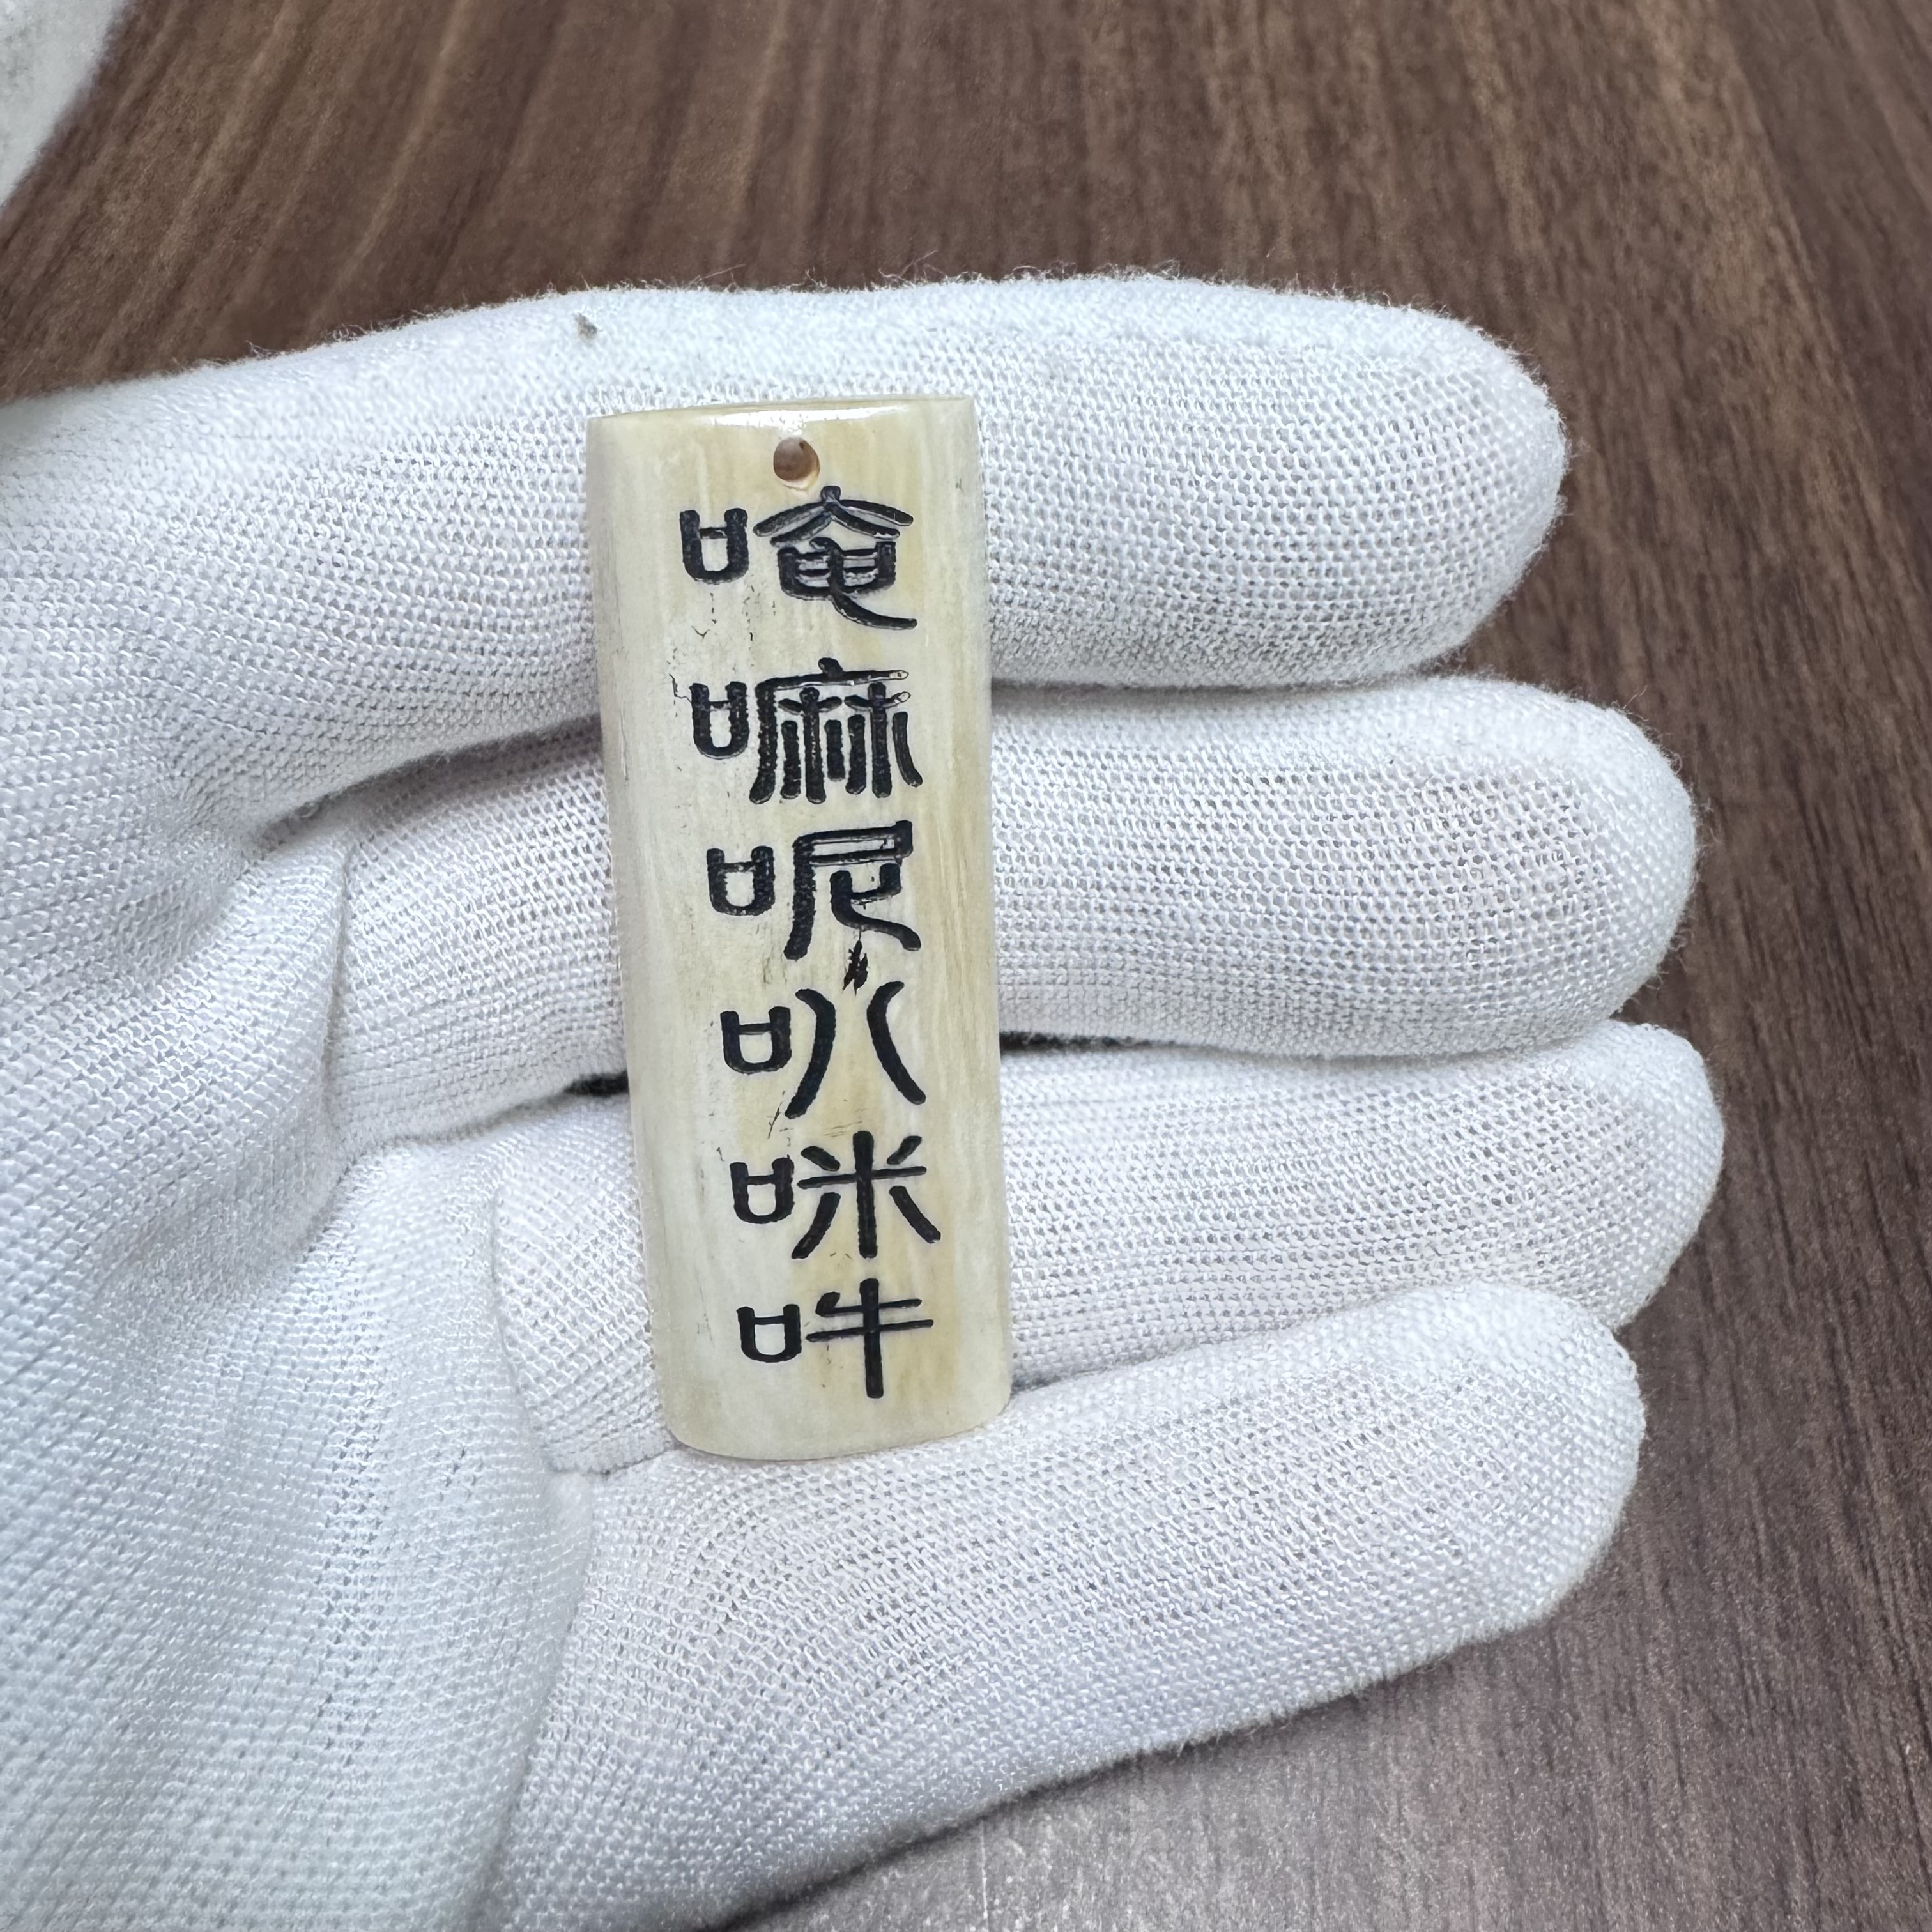 唵
嘛
呢
叭
咪
吽